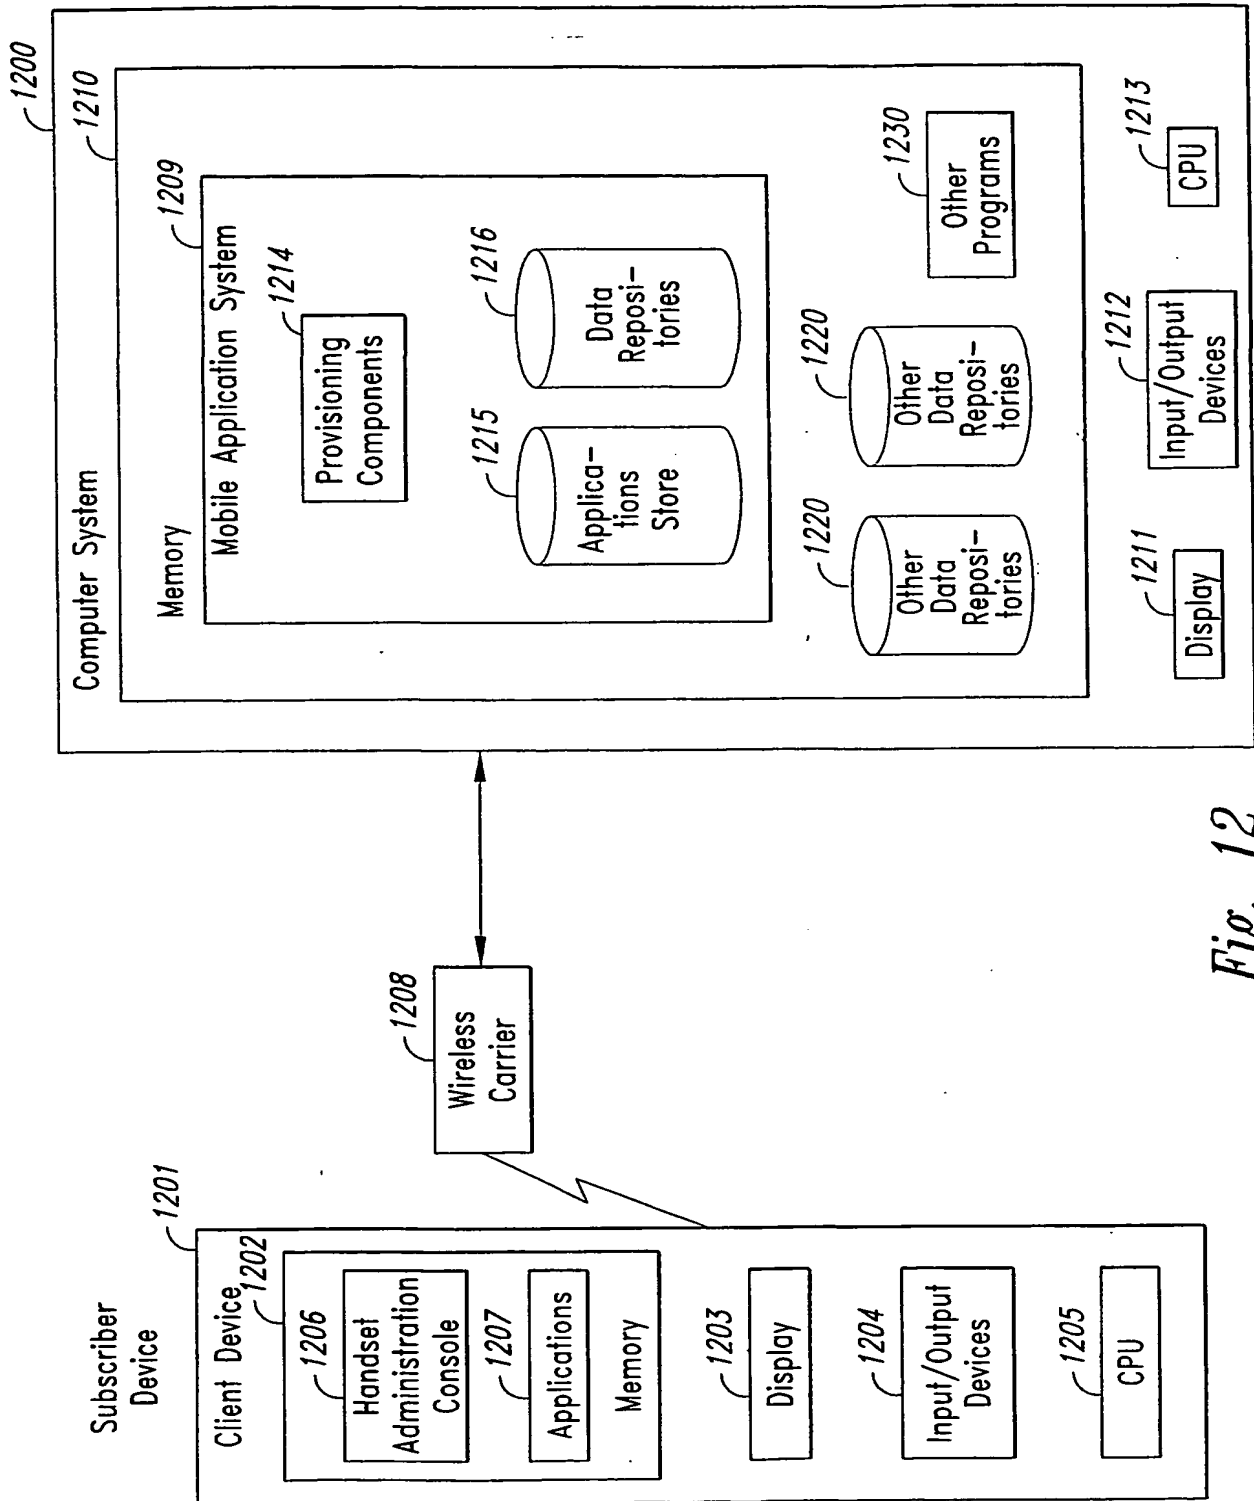 Subscriber
Device
1201
Client Device
1202
1206
Handset
Administration
Console
1207
Applications
Memory
1203
Display
1204
Input/Output
Devices
1205
CPU
1208
Wireless
Carrier
1200
Computer System
1210
Memory
1209
Mobile Application System
1214
Provisioning
Components
1215
Applica-
tions
Store
1216
Data
Reposi-
tories
1220
Other
Data
Reposi-
tories
1220
Other
Data
Reposi-
tories
1230
Other
Programs
1211
Display
1212
Input/Output
Devices
1213
CPU
Fig. 12